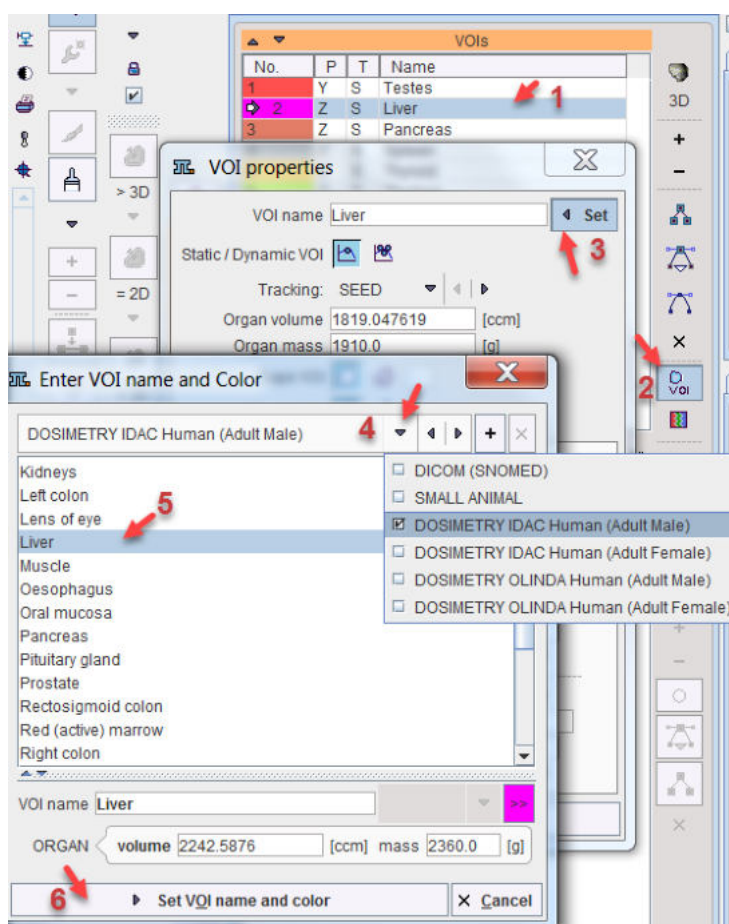 VOIs
No. P T Name
1 Y S Testes
1
2 Z S Liver
3 Z S Pancreas
3D
> 3D
= 2D
VOI properties
VOI name Liver
Set
3
Static / Dynamic VOI
Tracking: SEED
Organ volume 1819.047619 [ccm]
Organ mass 1910.0 [g]
2
VOI
Enter VOI name and Color
DOSIMETRY IDAC Human (Adult Male)
4
DICOM (SNOMED)
SMALL ANIMAL
DOSIMETRY IDAC Human (Adult Male)
DOSIMETRY IDAC Human (Adult Female)
DOSIMETRY OLINDA Human (Adult Male)
DOSIMETRY OLINDA Human (Adult Female)
Kidneys
Left colon
5
Lens of eye
Liver
Muscle
Oesophagus
Oral mucosa
Pancreas
Pituitary gland
Prostate
Rectosigmoid colon
Red (active) marrow
Right colon
VOI name Liver >>
ORGAN volume 2242.5876 [ccm] mass 2360.0 [g]
6
Set VOI name and color
Cancel